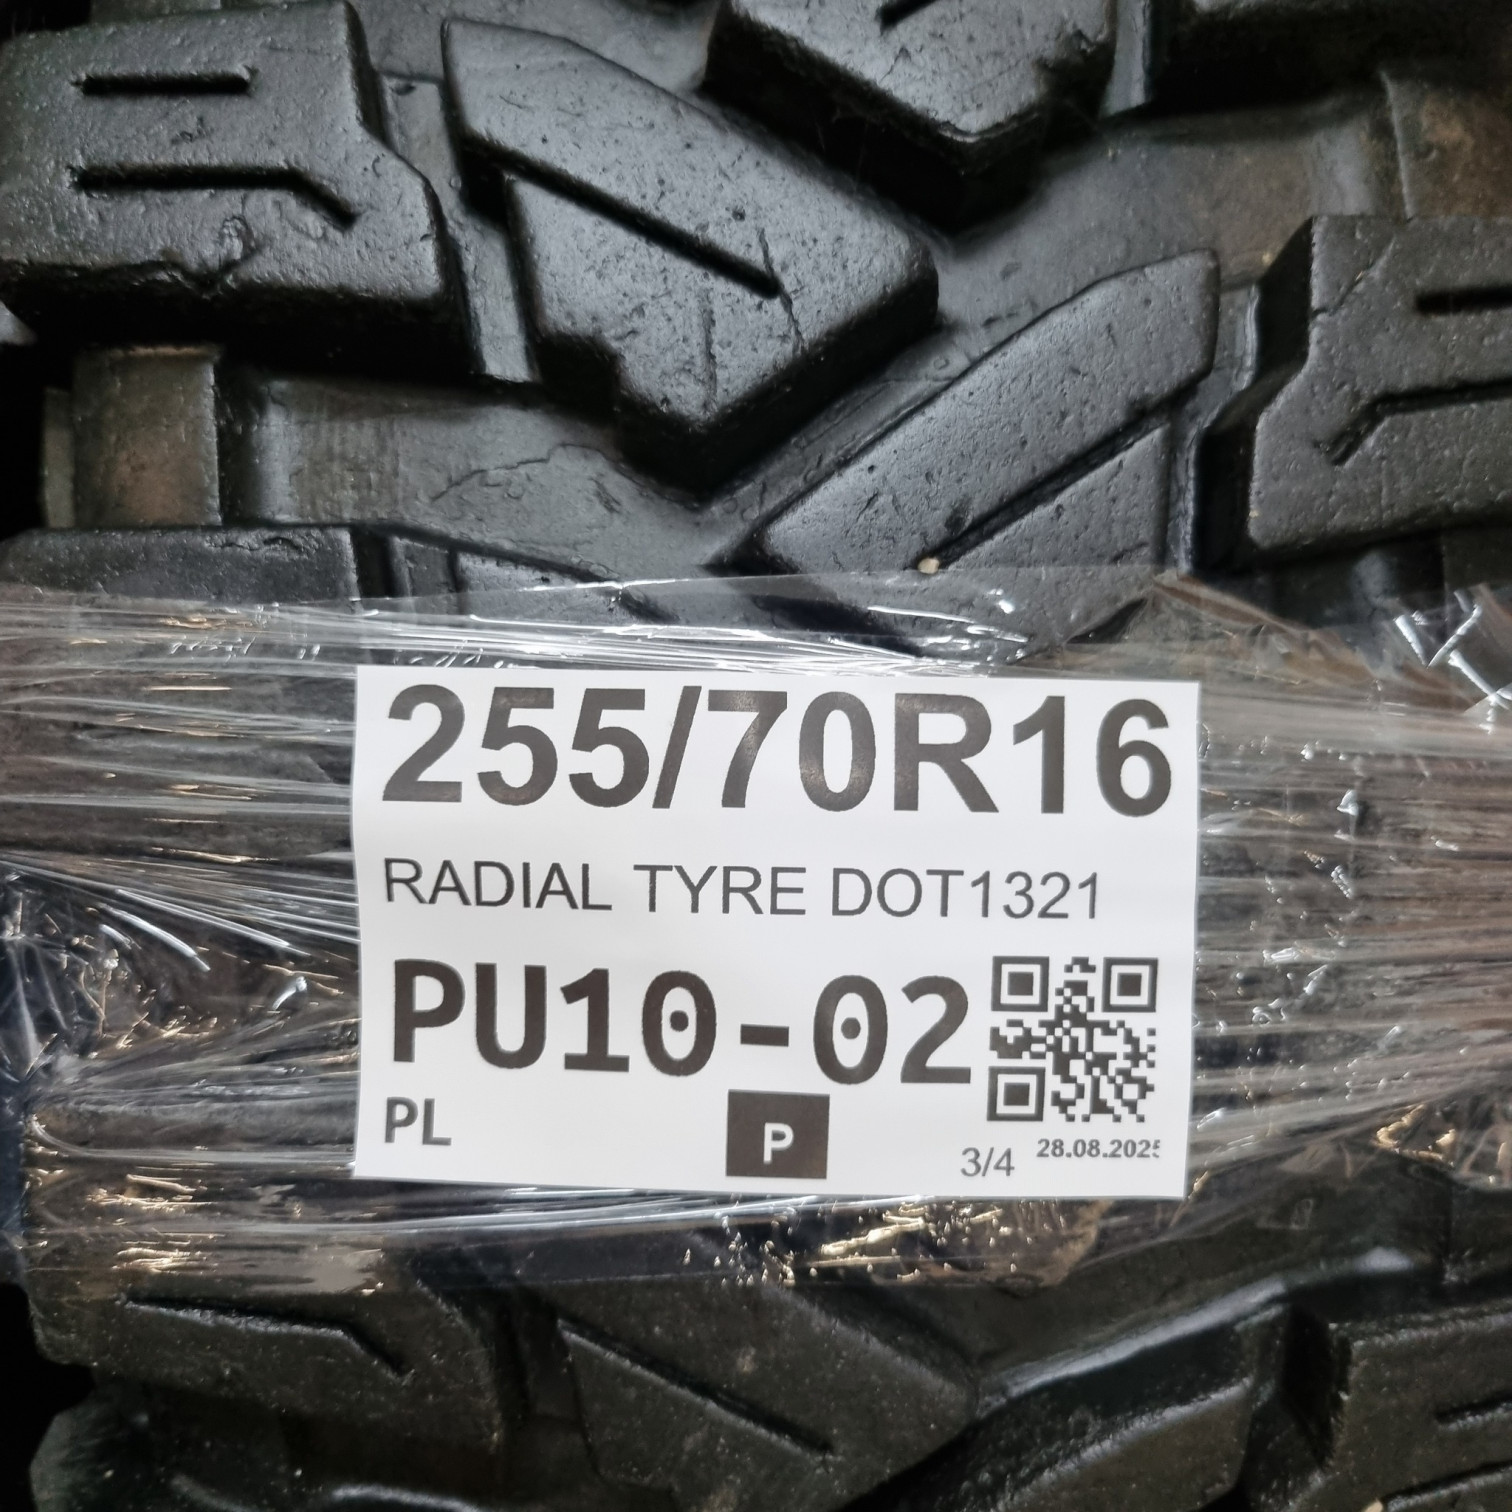 255/70R16
RADIAL TYRE DOT1321
PU10-02
PL
P
3/4 28.08.2025